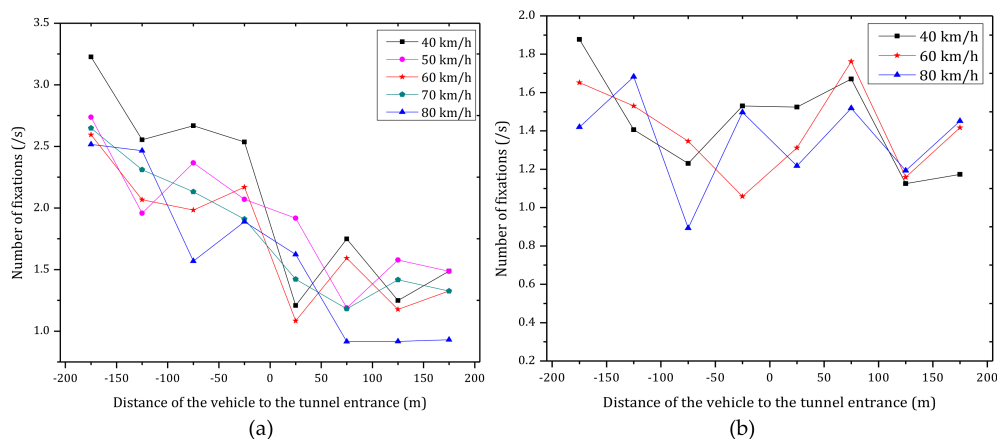 3.5
3.0
2.5
2.0
1.5
1.0
Number of fixations (/s)
40 km/h
50 km/h
60 km/h
70 km/h
80 km/h
-200 -150 -100 -50 0 50 100 150 200
Distance of the vehicle to the tunnel entrance (m)
(a)
2.0
1.8
1.6
1.4
1.2
1.0
0.8
0.6
0.4
0.2
Number of fixations (/s)
40 km/h
60 km/h
80 km/h
-200 -150 -100 -50 0 50 100 150 200
Distance of the vehicle to the tunnel entrance (m)
(b)